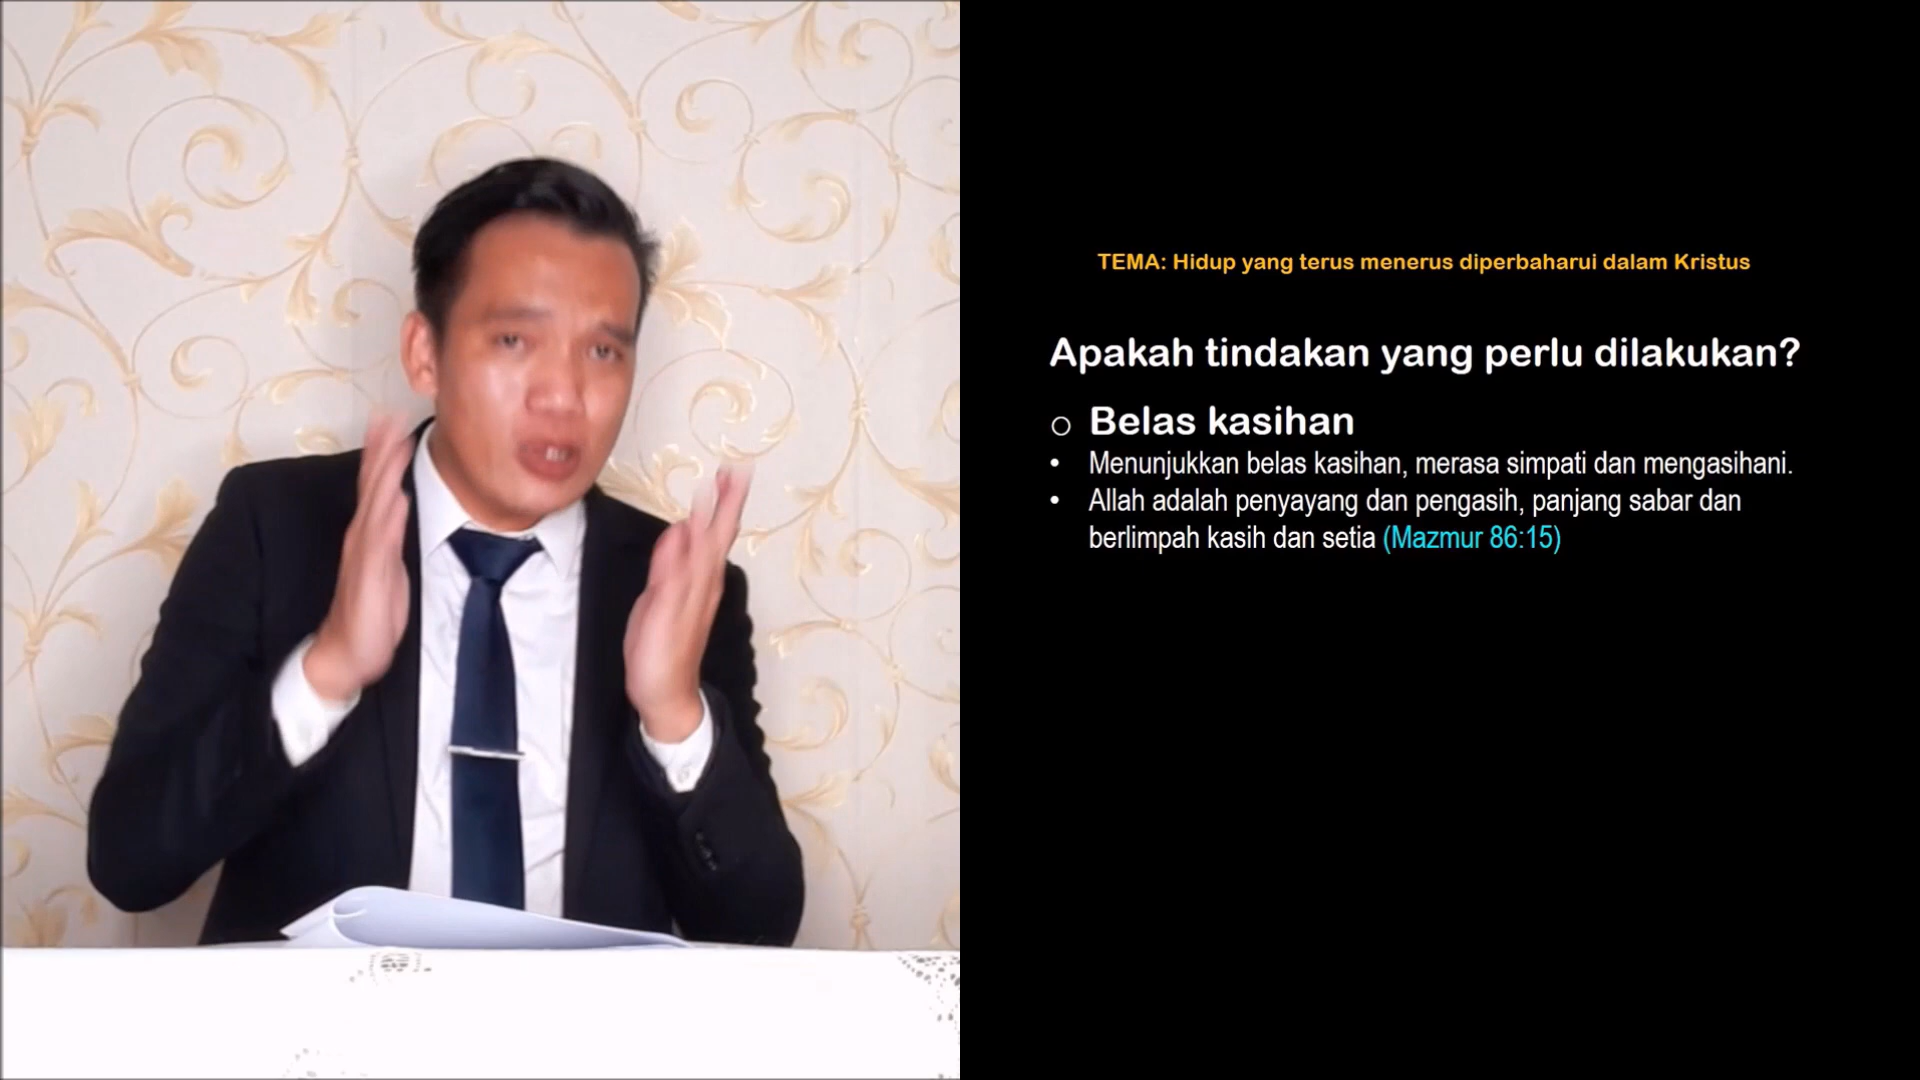 TEMA: Hidup yang terus menerus diperbaharui dalam Kristus
Apakah tindakan yang perlu dilakukan?
o Belas kasihan
• Menunjukkan belas kasihan, merasa simpati dan mengasihani.
• Allah adalah penyayang dan pengasih, panjang sabar dan
berlimpah kasih dan setia (Mazmur 86:15)